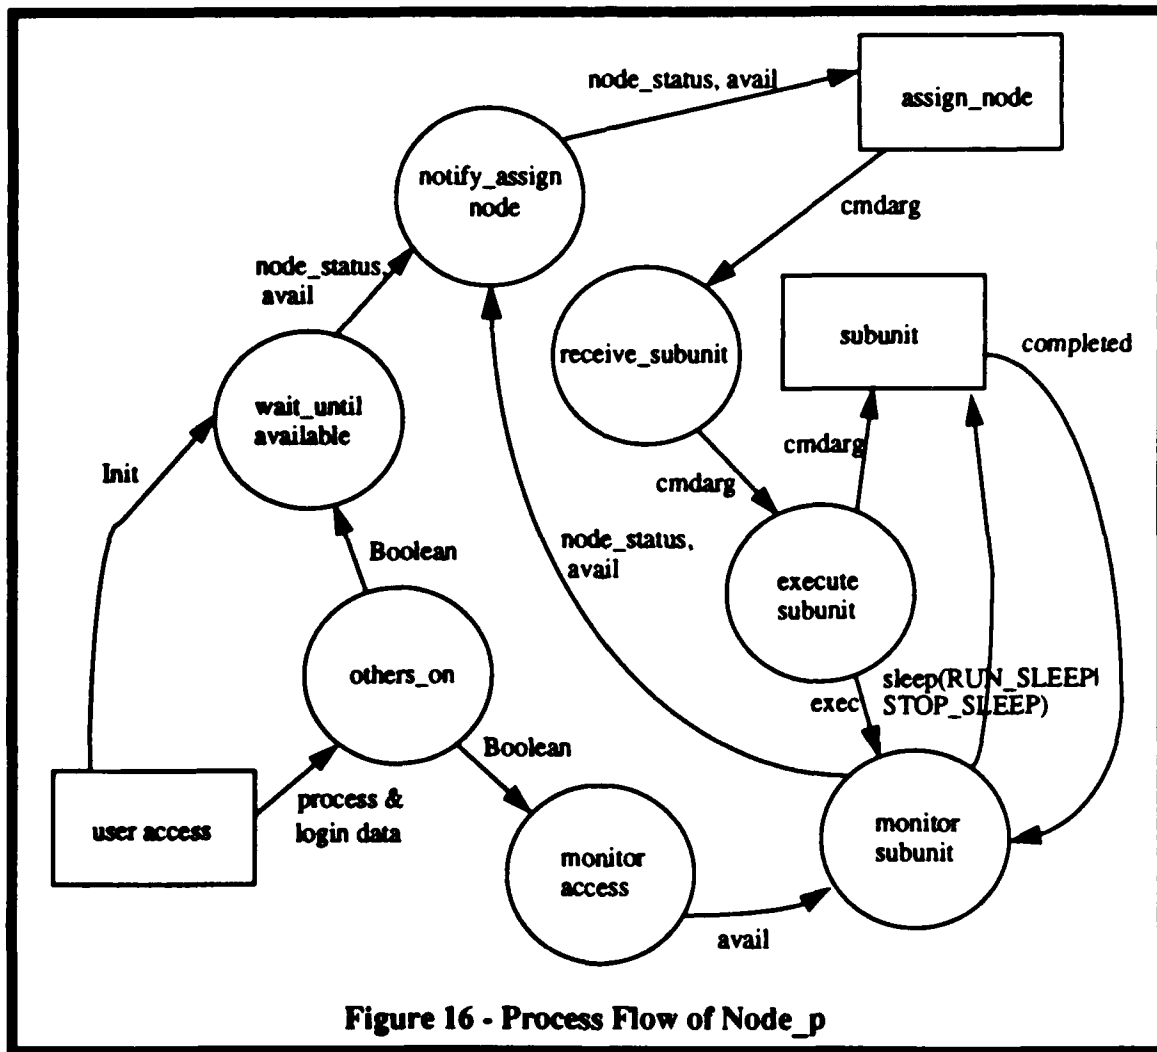 node_status, avail
assign_node
notify_assign
node
cmdarg
node_status,
avail
subunit
completed
receive_subunit
wait_until
available
cmdarg
Init
cmdarg
node_status,
avail
Boolean
execute
subunit
others_on
sleep(RUN_SLEEP|
STOP_SLEEP)
exec
Boolean
process &
login data
user access
monitor
subunit
monitor
access
avail
Figure 16 - Process Flow of Node_p